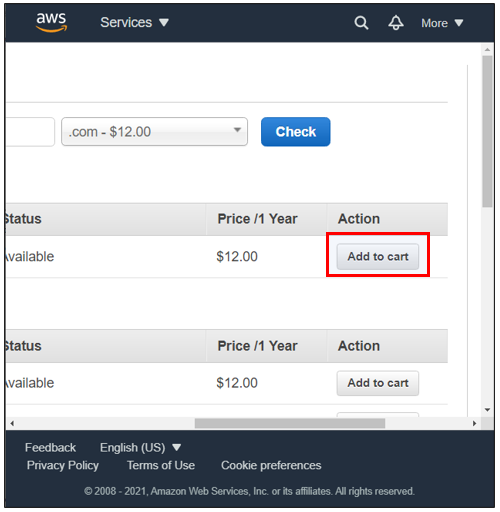 aws Services More
.com - $12.00 Check
Status Price /1 Year Action
Available $12.00 Add to cart
Status Price /1 Year Action
Available $12.00 Add to cart
Feedback English (US)
Privacy Policy Terms of Use Cookie preferences
© 2008 - 2021, Amazon Web Services, Inc. or its affiliates. All rights reserved.